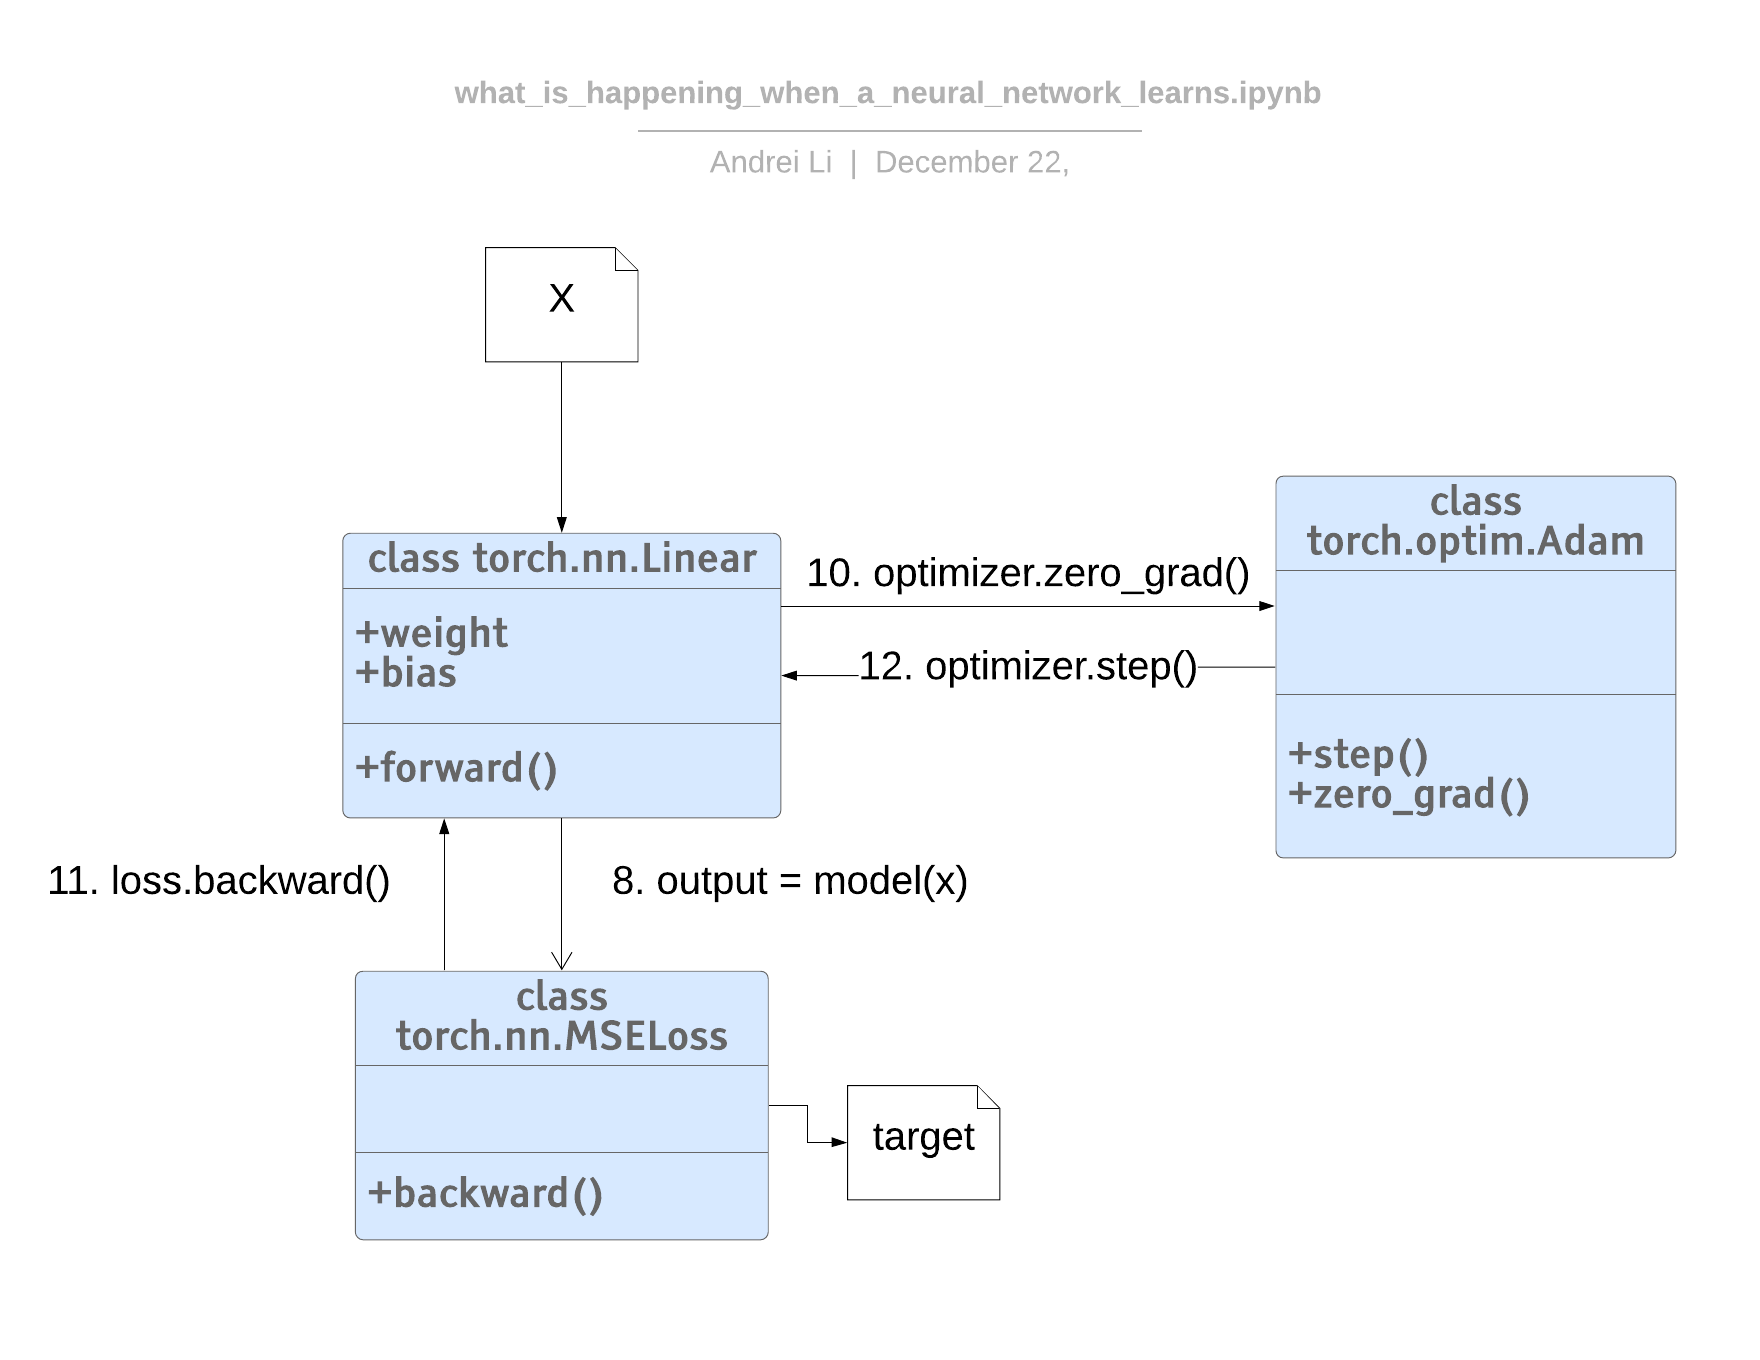 what_is_happening_when_a_neural_network_learns.ipynb
Andrei Li | December 22,
X
class torch.nn.Linear
+weight
+bias
+forward()
10. optimizer.zero_grad()
12. optimizer.step()
class
torch.optim.Adam
+step()
+zero_grad()
11. loss.backward()
8. output = model(x)
class
torch.nn.MSELoss
+backward()
target